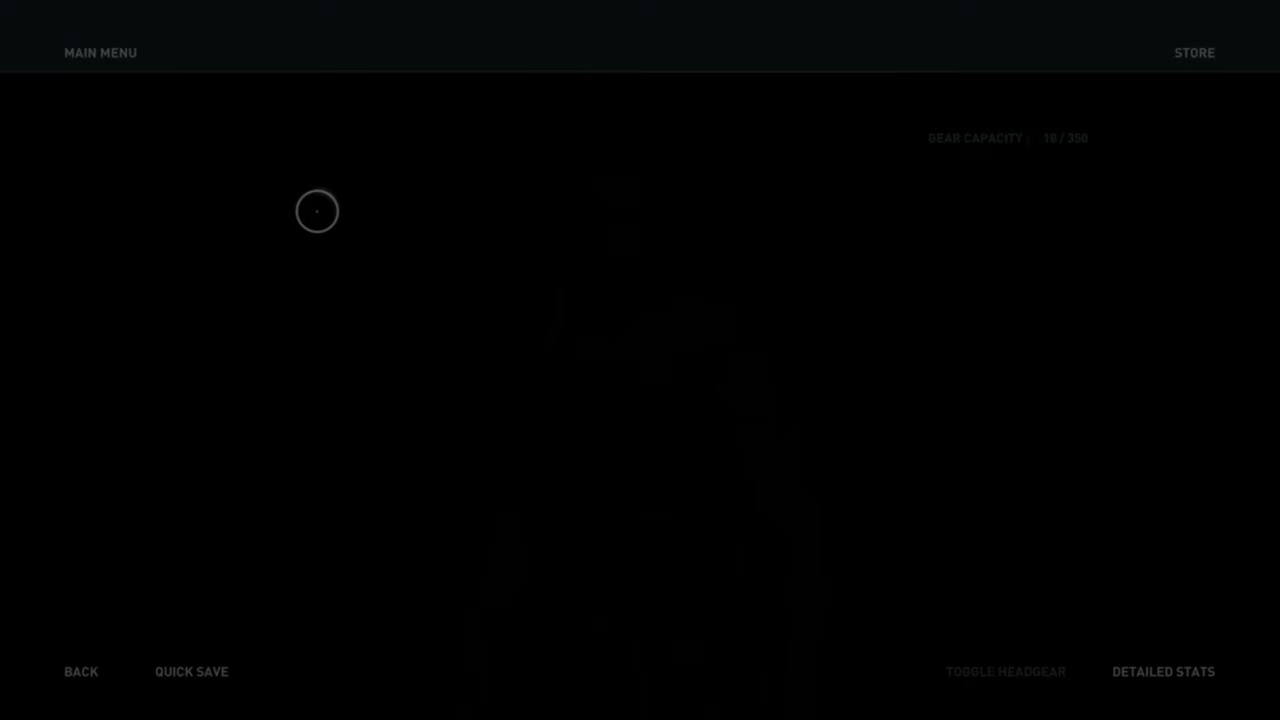 MAIN MENU
STORE
GEAR CAPACITY : 18 / 350
BACK
QUICK SAVE
TOGGLE HEADGEAR
DETAILED STATS